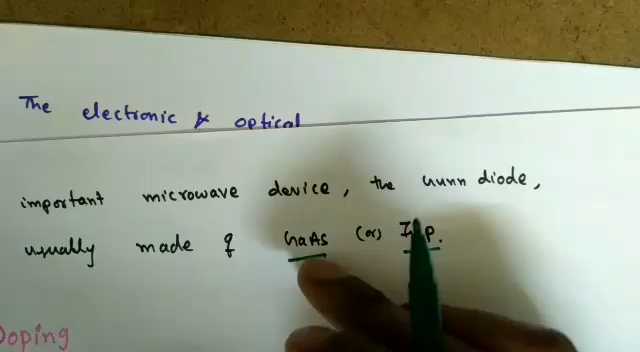 The electronic & optical
important microwave device, the Gunn diode,
usually made of GaAs (or) InP.
Doping